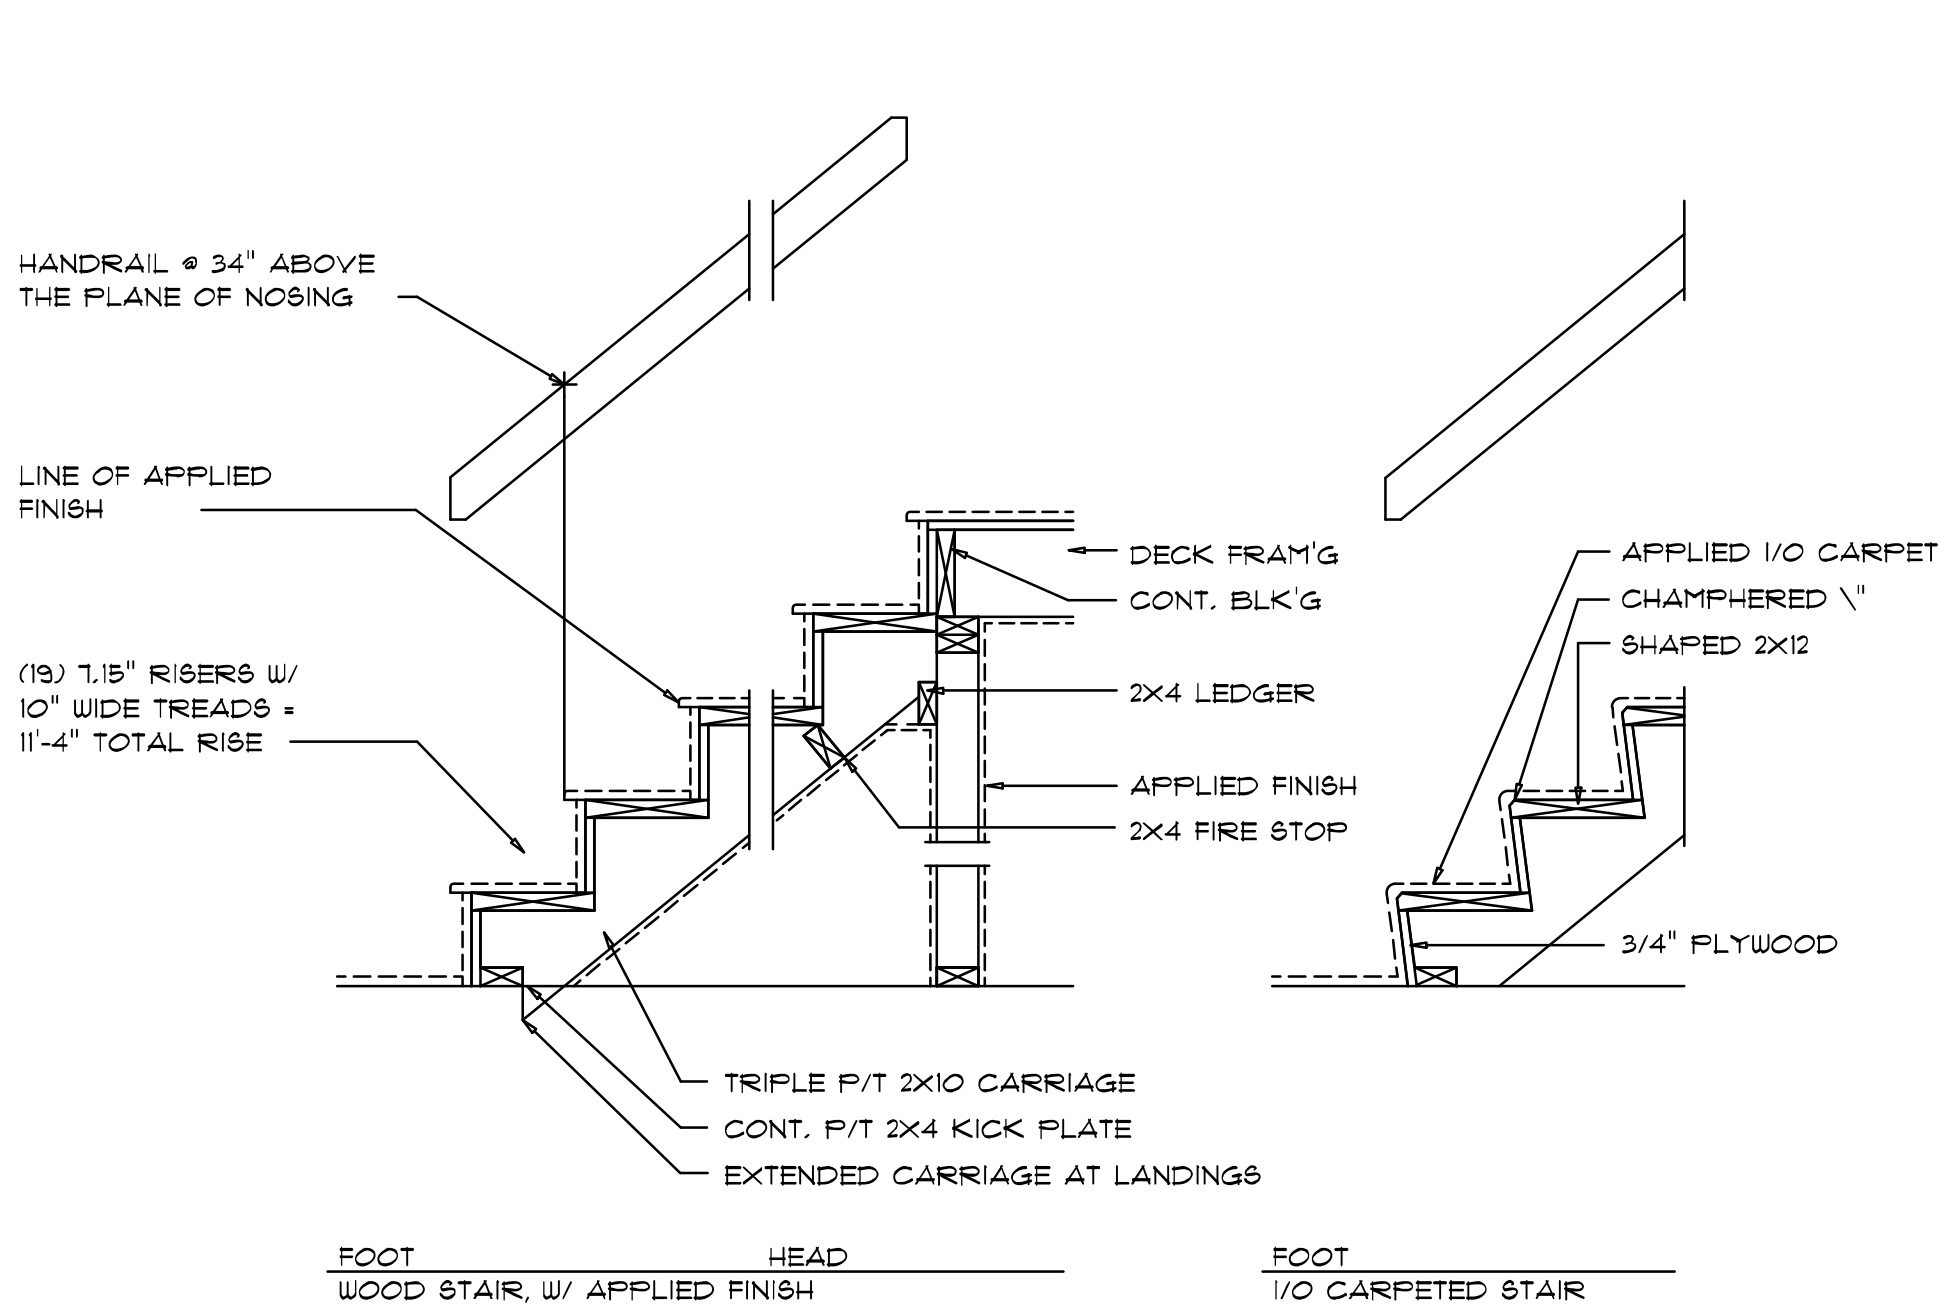 HANDRAIL @ 34" ABOVE
THE PLANE OF NOSING
LINE OF APPLIED
FINISH
(19) 7.15" RISERS W/
10" WIDE TREADS =
11'-4" TOTAL RISE
DECK FRAM'G
CONT. BLK'G
2X4 LEDGER
APPLIED FINISH
2X4 FIRE STOP
TRIPLE P/T 2X10 CARRIAGE
CONT. P/T 2X4 KICK PLATE
EXTENDED CARRIAGE AT LANDINGS
FOOT HEAD
WOOD STAIR, W/ APPLIED FINISH
APPLIED I/O CARPET
CHAMPHERED \"
SHAPED 2X12
3/4" PLYWOOD
FOOT
I/O CARPETED STAIR